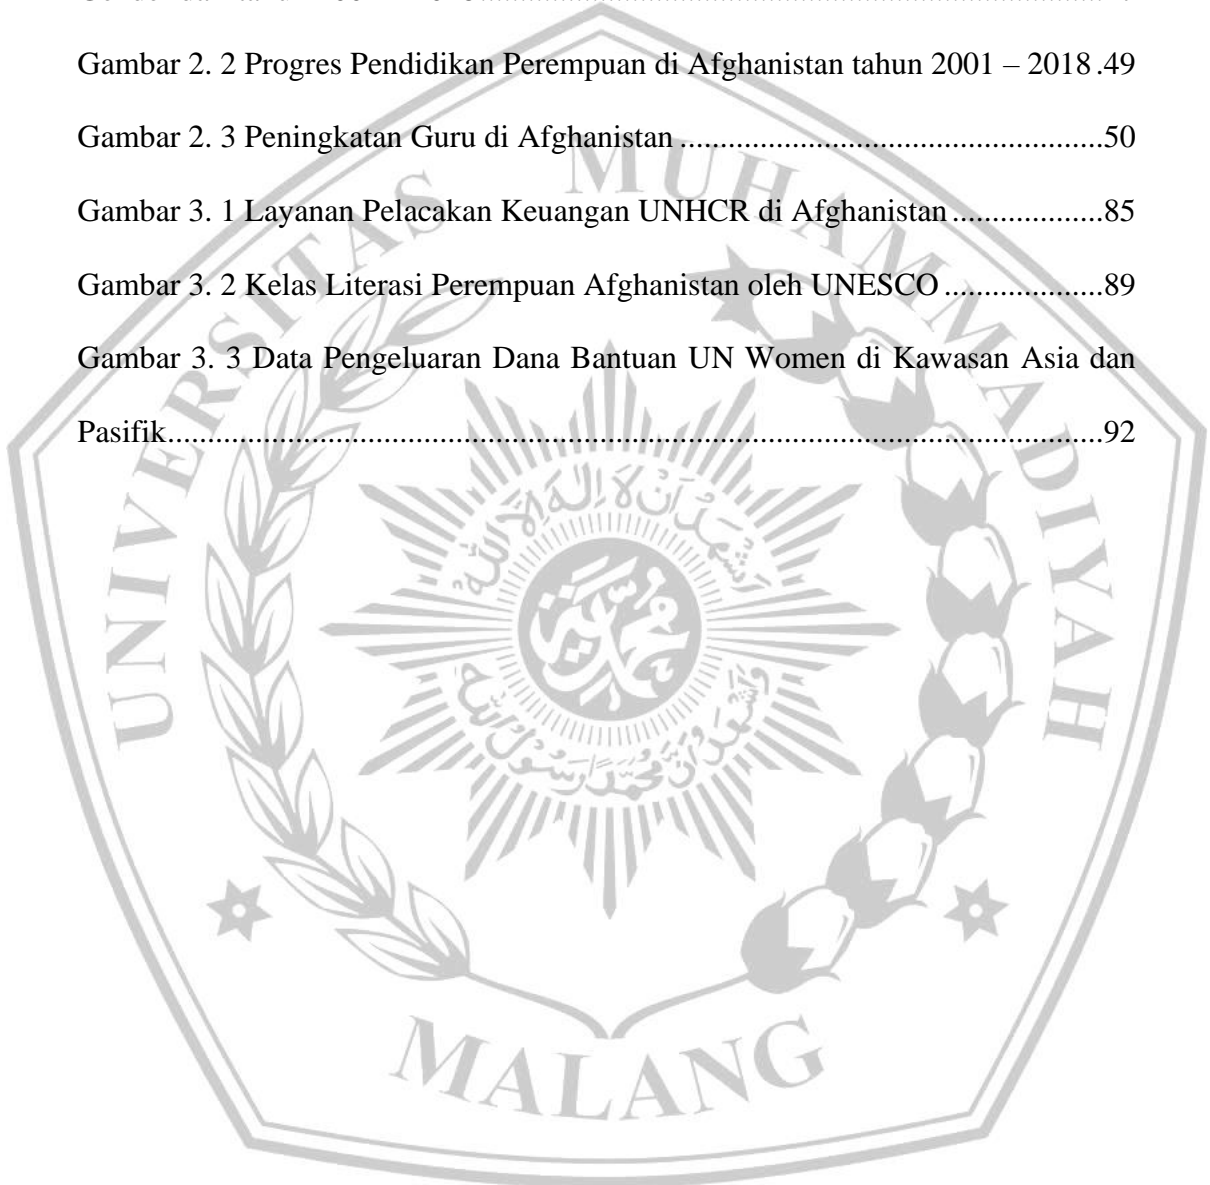 Gambar 2. 2 Progres Pendidikan Perempuan di Afghanistan tahun 2001 – 2018.49
Gambar 2. 3 Peningkatan Guru di Afghanistan ....................................................50
Gambar 3. 1 Layanan Pelacakan Keuangan UNHCR di Afghanistan...................85
Gambar 3. 2 Kelas Literasi Perempuan Afghanistan oleh UNESCO....................89
Gambar 3. 3 Data Pengeluaran Dana Bantuan UN Women di Kawasan Asia dan
Pasifik....................................................................................................................92
UNIVERSITAS MUHAMMADIYAH
MALANG